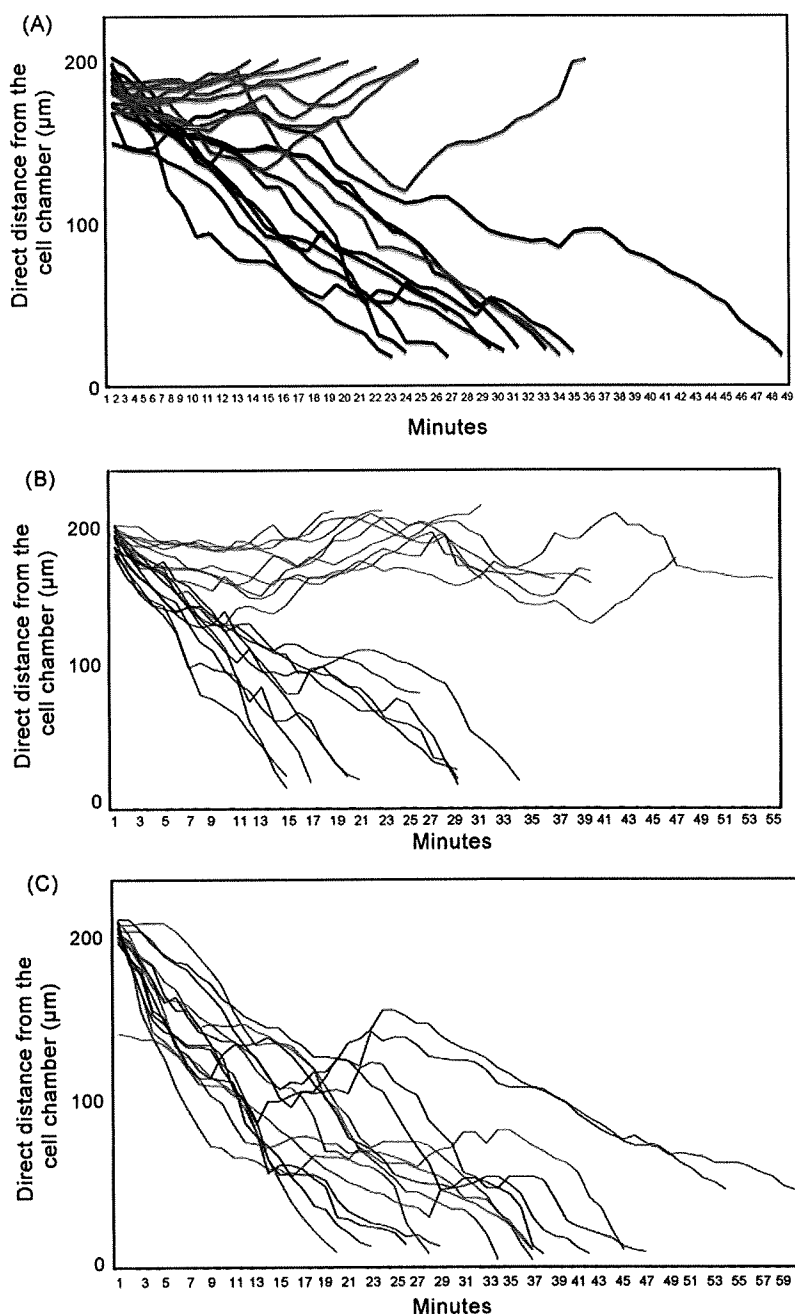 (A)
Direct distance from the
cell chamber (µm)
200
100
0
1 2 3 4 5 6 7 8 9 10 11 12 13 14 15 16 17 18 19 20 21 22 23 24 25 26 27 28 29 30 31 32 33 34 35 36 37 38 39 40 41 42 43 44 45 46 47 48 49
Minutes
(B)
Direct distance from the
cell chamber (µm)
200
100
0
1 3 5 7 9 11 13 15 17 19 21 23 25 27 29 31 33 35 37 39 41 43 45 47 49 51 53 55
Minutes
(C)
Direct distance from the
cell chamber (µm)
200
100
0
1 3 5 7 9 11 13 15 17 19 21 23 25 27 29 31 33 35 37 39 41 43 45 47 49 51 53 55 57 59
Minutes